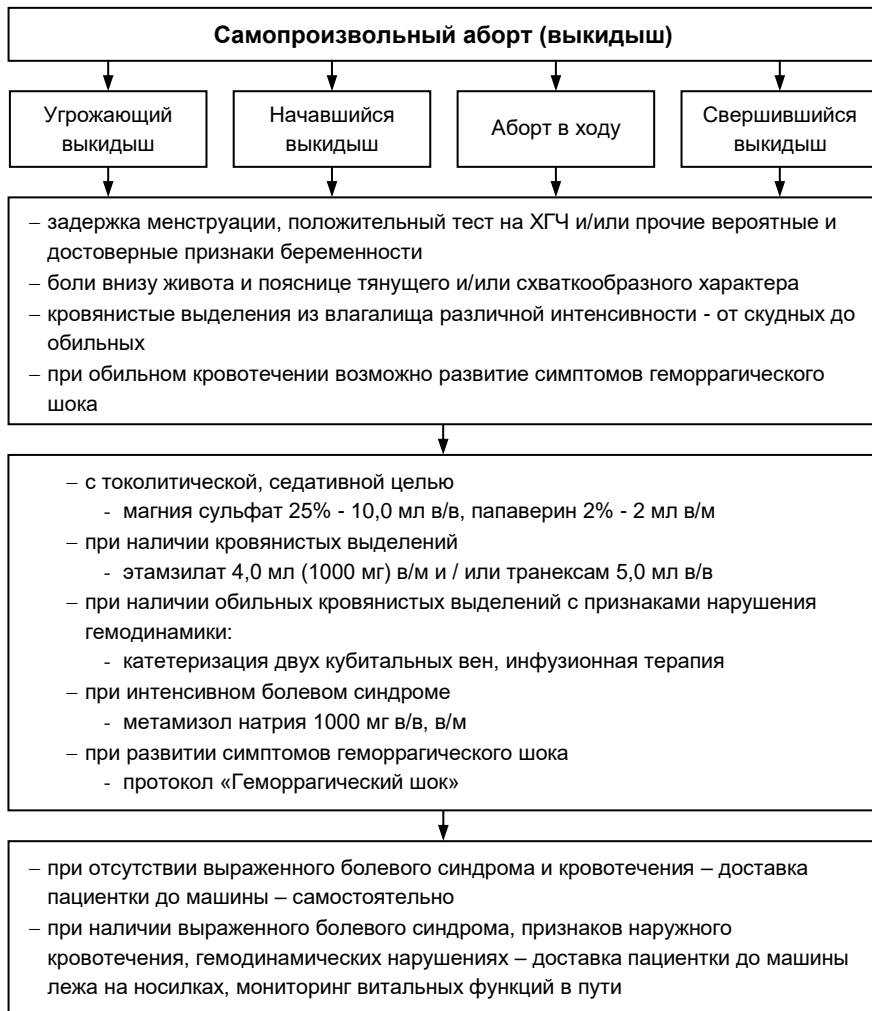 Самопроизвольный аборт (выкидыш)
Угрожающий
выкидыш
Начавшийся
выкидыш
Аборт в ходу
Свершившийся
выкидыш
– задержка менструации, положительный тест на ХГЧ и/или прочие вероятные и
достоверные признаки беременности
– боли внизу живота и пояснице тянущего и/или схваткообразного характера
– кровянистые выделения из влагалища различной интенсивности - от скудных до
обильных
– при обильном кровотечении возможно развитие симптомов геморрагического
шока
– с токолитической, седативной целью
- магния сульфат 25% - 10,0 мл в/в, папаверин 2% - 2 мл в/м
– при наличии кровянистых выделений
- этамзилат 4,0 мл (1000 мг) в/м и / или транексам 5,0 мл в/в
– при наличии обильных кровянистых выделений с признаками нарушения
гемодинамики:
- катетеризация двух кубитальных вен, инфузионная терапия
– при интенсивном болевом синдроме
- метамизол натрия 1000 мг в/в, в/м
– при развитии симптомов геморрагического шока
- протокол «Геморрагический шок»
– при отсутствии выраженного болевого синдрома и кровотечения – доставка
пациентки до машины – самостоятельно
– при наличии выраженного болевого синдрома, признаков наружного
кровотечения, гемодинамических нарушениях – доставка пациентки до машины
лежа на носилках, мониторинг витальных функций в пути